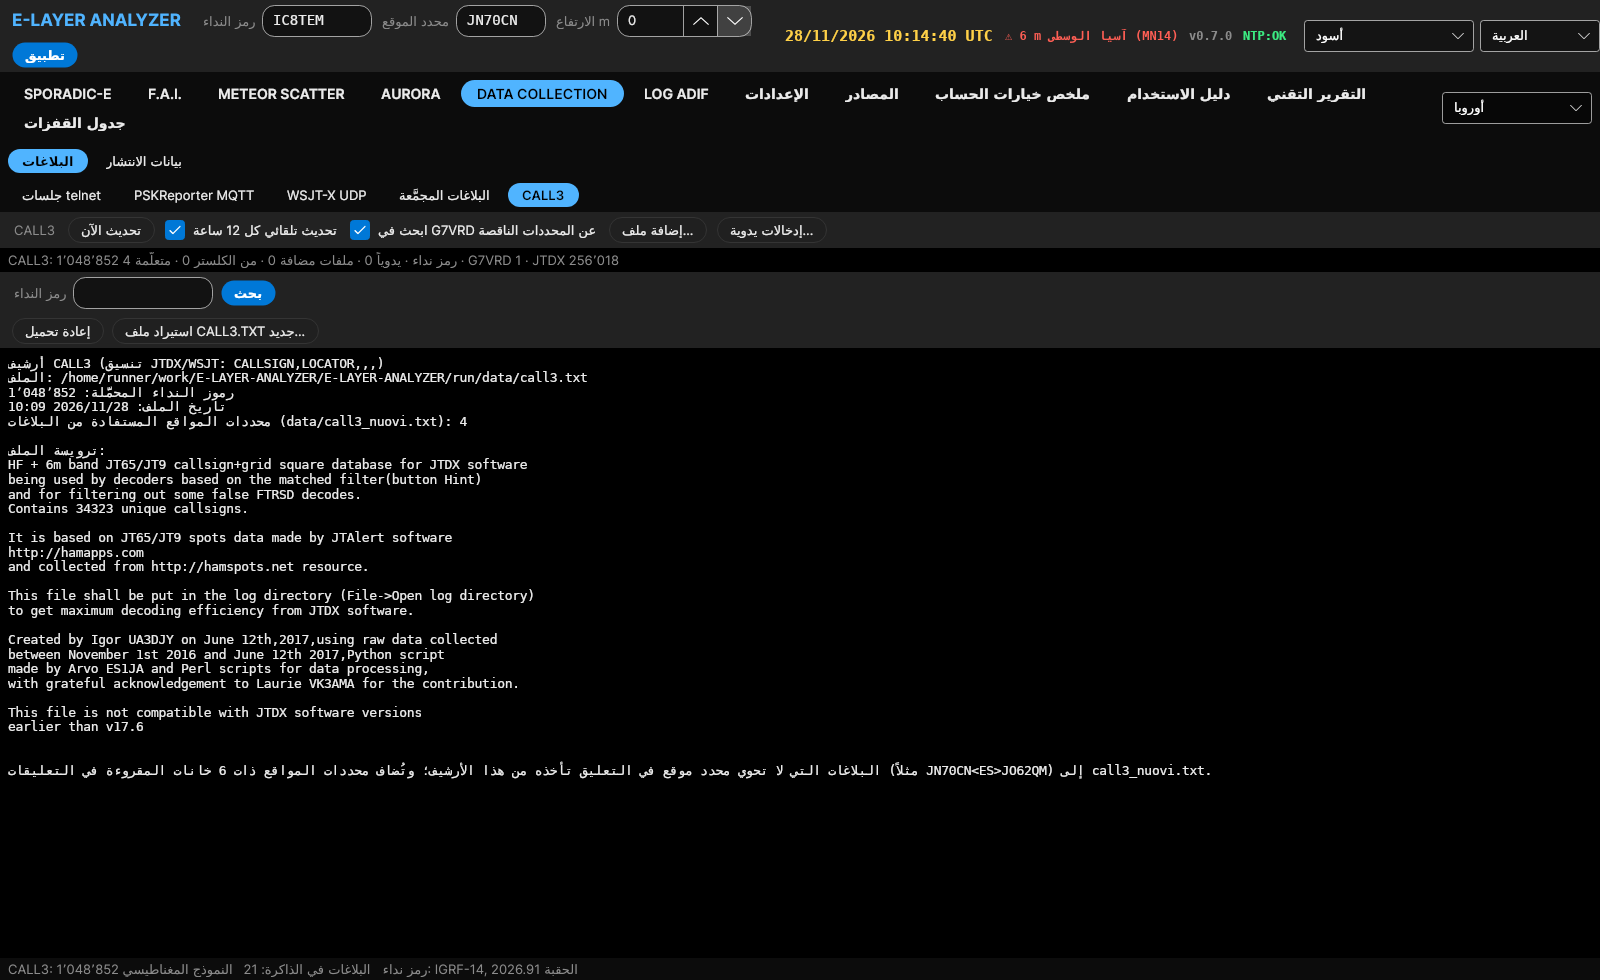 E-LAYER ANALYZER رمز النداء IC8TEM محدد الموقع JN70CN الارتفاع m 0
28/11/2026 10:14:40 UTC ⚠ 6 m آسيا الوسطى (MN14) v0.7.0 NTP:OK أسود العربية
تطبيق
SPORADIC-E F.A.I. METEOR SCATTER AURORA DATA COLLECTION LOG ADIF الإعدادات المصادر ملخص خيارات الحساب دليل الاستخدام التقرير التقني أوروبا
جدول القفزات
البلاغات بيانات الانتشار
جلسات telnet PSKReporter MQTT WSJT-X UDP البلاغات المجمَّعة CALL3
CALL3 تحديث الآن تحديث تلقائي كل 12 ساعة ابحث في G7VRD عن المحددات الناقصة إضافة ملف... إدخالات يدوية...
CALL3: 1٬048٬852 رمز نداء · يدوياً 0 · ملفات مضافة 0 · من الكلستر 0 · متعلَّمة 4 · G7VRD 1 · JTDX 256٬018
رمز النداء بحث
إعادة تحميل استيراد ملف CALL3.TXT جديد...
أرشيف CALL3 (تنسيق JTDX/WSJT: CALLSIGN,LOCATOR,,,)
الملف: /home/runner/work/E-LAYER-ANALYZER/E-LAYER-ANALYZER/run/data/call3.txt
رموز النداء المحمّلة: 1٬048٬852
تاريخ الملف: 2026/11/28 10:09
محددات المواقع المستفادة من البلاغات (data/call3_nuovi.txt): 4
ترويسة الملف:
HF + 6m band JT65/JT9 callsign+grid square database for JTDX software
being used by decoders based on the matched filter(button Hint)
and for filtering out some false FTRSD decodes.
Contains 34323 unique callsigns.
It is based on JT65/JT9 spots data made by JTAlert software
http://hamapps.com
and collected from http://hamspots.net resource.
This file shall be put in the log directory (File->Open log directory)
to get maximum decoding efficiency from JTDX software.
Created by Igor UA3DJY on June 12th,2017,using raw data collected
between November 1st 2016 and June 12th 2017,Python script
made by Arvo ES1JA and Perl scripts for data processing,
with grateful acknowledgement to Laurie VK3AMA for the contribution.
This file is not compatible with JTDX software versions
earlier than v17.6
البلاغات التي لا تحوي محدد موقع في التعليق تأخذه من هذا الأرشيف؛ وتُضاف محددات المواقع ذات 6 خانات المقروءة في التعليقات (مثلاً JN70CN<ES>JO62QM) إلى call3_nuovi.txt.
CALL3: 1٬048٬852 رمز نداء البلاغات في الذاكرة: 21 النموذج المغناطيسي: IGRF-14, الحقبة 2026.91